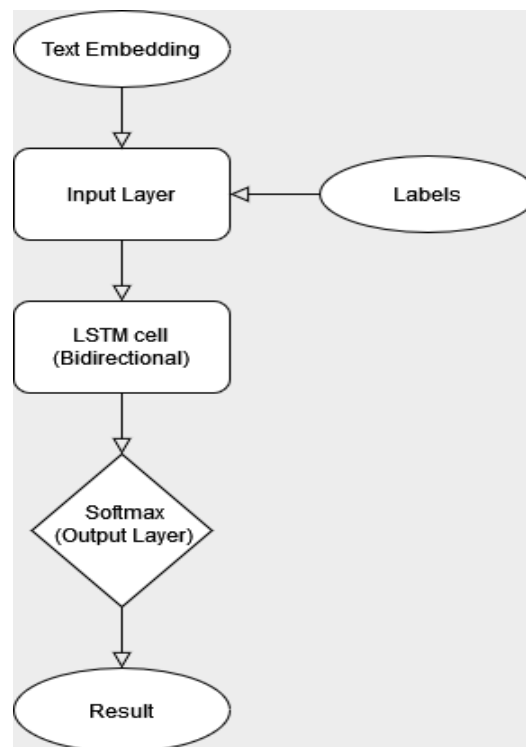 Text Embedding
Input Layer
Labels
LSTM cell
(Bidirectional)
Softmax
(Output Layer)
Result